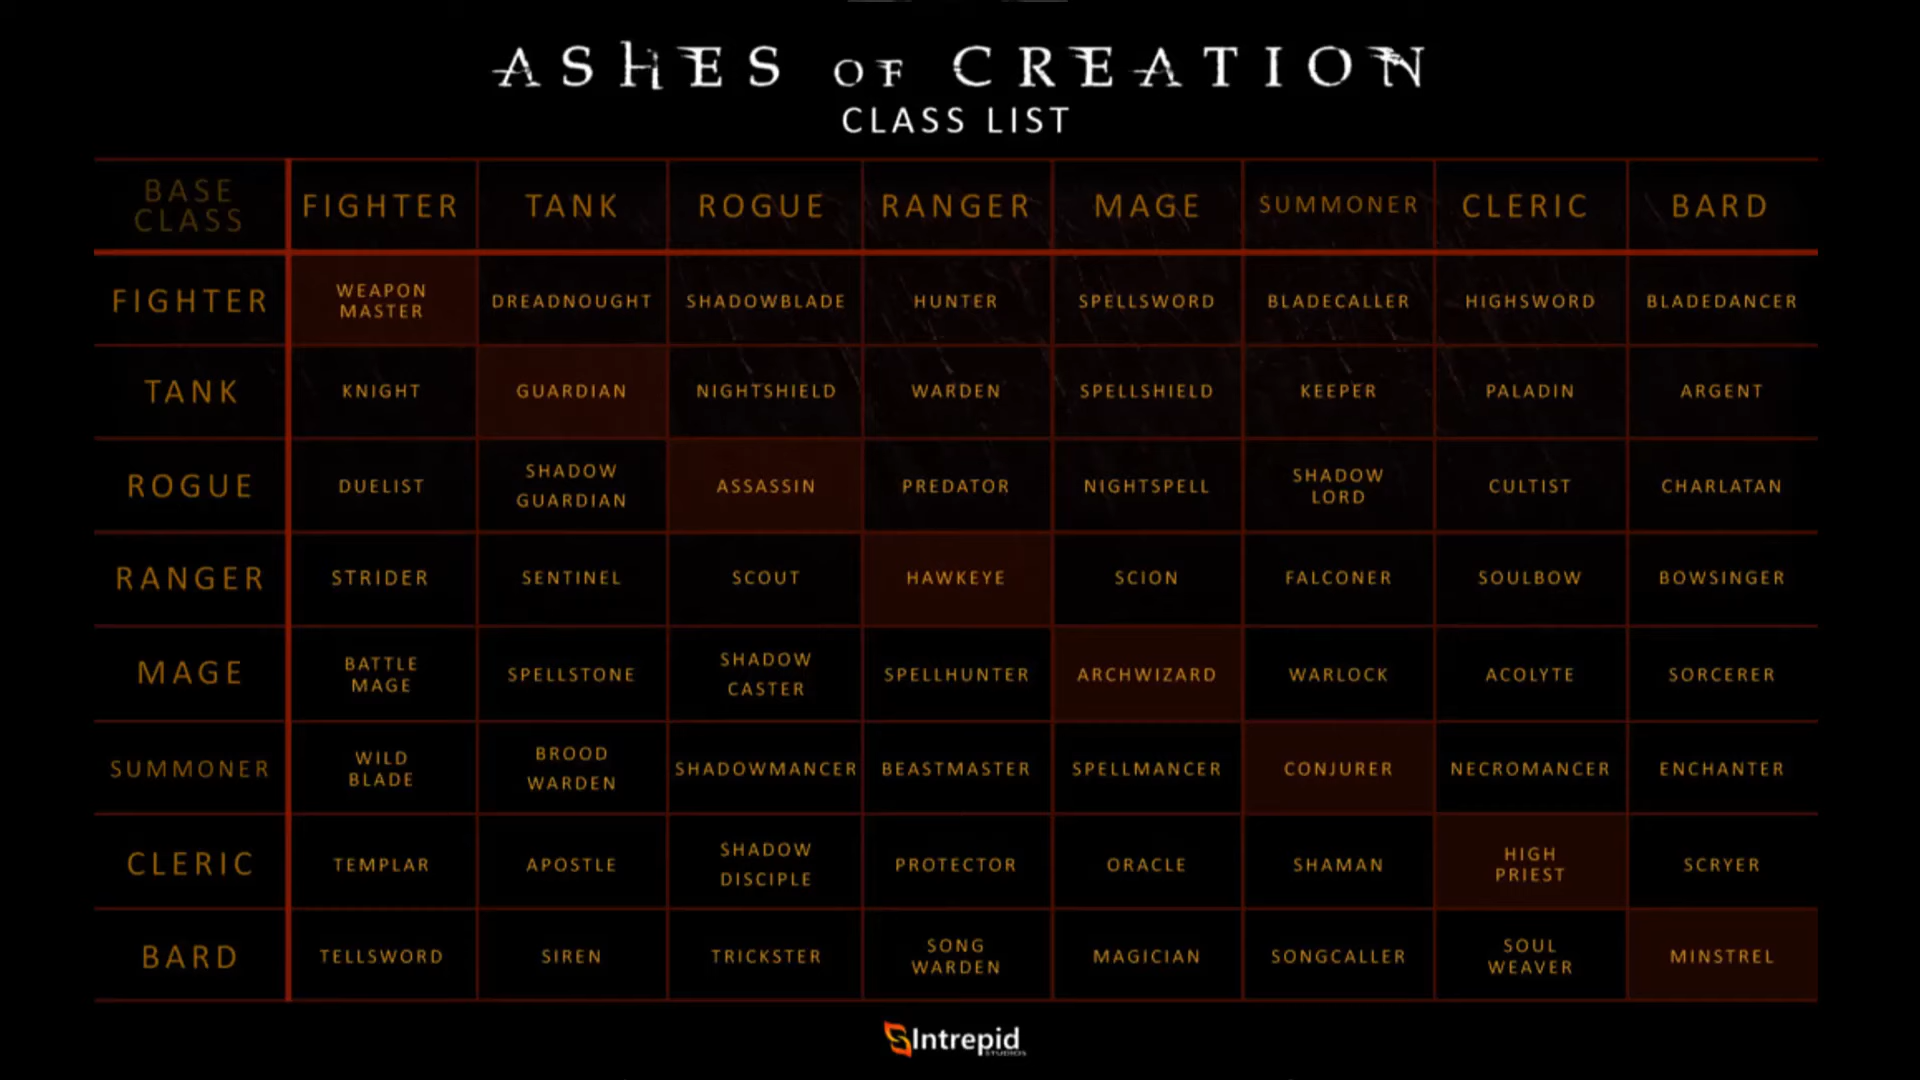 ASHES OF CREATION
CLASS LIST
BASE CLASS FIGHTER TANK ROGUE RANGER MAGE SUMMONER CLERIC BARD
FIGHTER WEAPON MASTER DREADNOUGHT SHADOWBLADE HUNTER SPELLSWORD BLADECALLER HIGHSWORD BLADEDANCER
TANK KNIGHT GUARDIAN NIGHTSHIELD WARDEN SPELLSHIELD KEEPER PALADIN ARGENT
ROGUE DUELIST SHADOW GUARDIAN ASSASSIN PREDATOR NIGHTSPELL SHADOW LORD CULTIST CHARLATAN
RANGER STRIDER SENTINEL SCOUT HAWKEYE SCION FALCONER SOULBOW BOWSINGER
MAGE BATTLE MAGE SPELLSTONE SHADOW CASTER SPELLHUNTER ARCHWIZARD WARLOCK ACOLYTE SORCERER
SUMMONER WILD BLADE BROOD WARDEN SHADOWMANCER BEASTMASTER SPELLMANCER CONJURER NECROMANCER ENCHANTER
CLERIC TEMPLAR APOSTLE SHADOW DISCIPLE PROTECTOR ORACLE SHAMAN HIGH PRIEST SCRYER
BARD TELLSWORD SIREN TRICKSTER SONG WARDEN MAGICIAN SONGCALLER SOUL WEAVER MINSTREL
Intrepid
STUDIOS